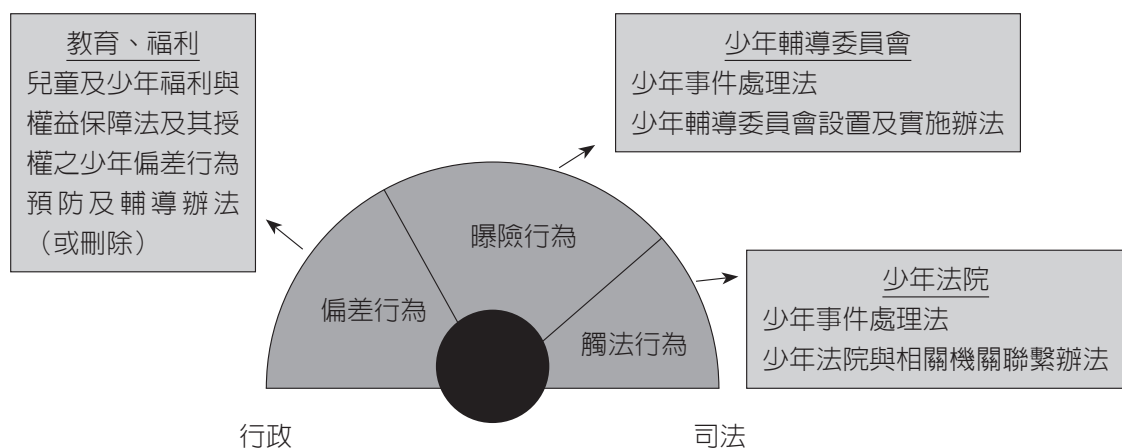 教育、福利
兒童及少年福利與
權益保障法及其授
權之少年偏差行為
預防及輔導辦法
（或刪除）
少年輔導委員會
少年事件處理法
少年輔導委員會設置及實施辦法
曝險行為
偏差行為
觸法行為
少年法院
少年事件處理法
少年法院與相關機關聯繫辦法
行政
司法